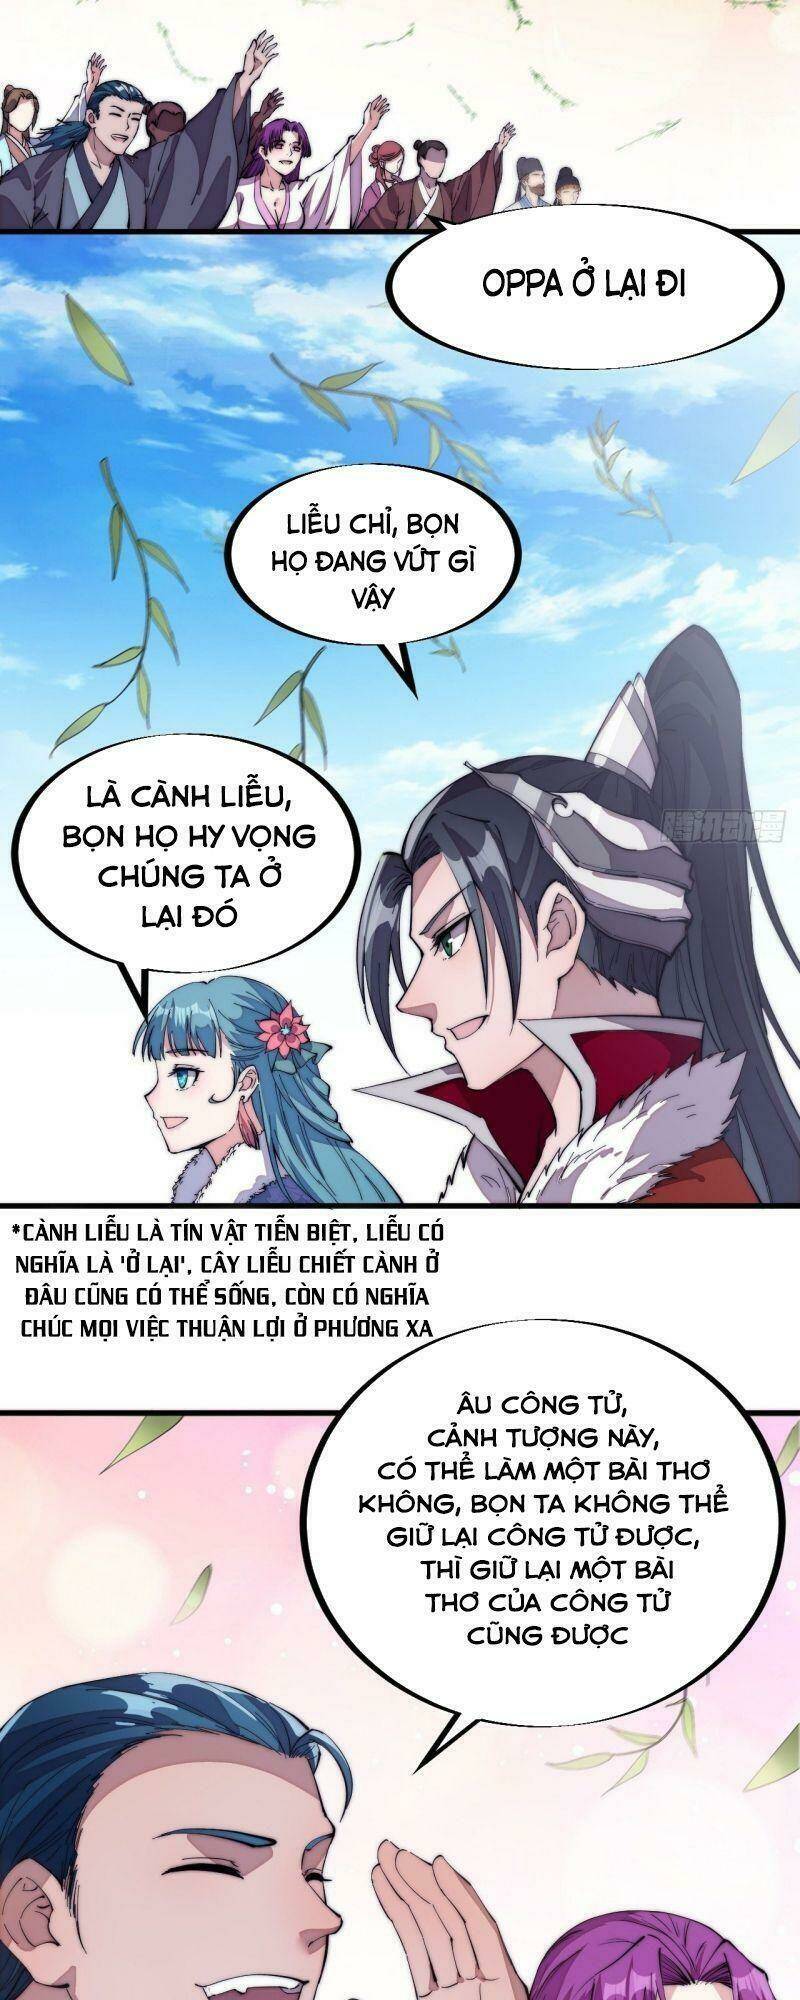 OPPA Ở LẠI ĐI
LIỄU CHỈ, BỌN
HỌ ĐANG VỨT GÌ
VẬY
腾讯动漫
LÀ CÀNH LIỄU,
BỌN HỌ HY VỌNG
CHÚNG TA Ở
LẠI ĐÓ
*CÀNH LIỄU LÀ TÍN VẬT TIỄN BIỆT, LIỄU CÓ
NGHĨA LÀ 'Ở LẠI', CÂY LIỄU CHIẾT CÀNH Ở
ĐÂU CŨNG CÓ THỂ SỐNG, CÒN CÓ NGHĨA
CHÚC MỌI VIỆC THUẬN LỢI Ở PHƯƠNG XA
ÂU CÔNG TỬ,
CẢNH TƯỢNG NÀY,
CÓ THỂ LÀM MỘT BÀI THƠ
KHÔNG, BỌN TA KHÔNG THỂ
GIỮ LẠI CÔNG TỬ ĐƯỢC,
THÌ GIỮ LẠI MỘT BÀI
THƠ CỦA CÔNG TỬ
CŨNG ĐƯỢC